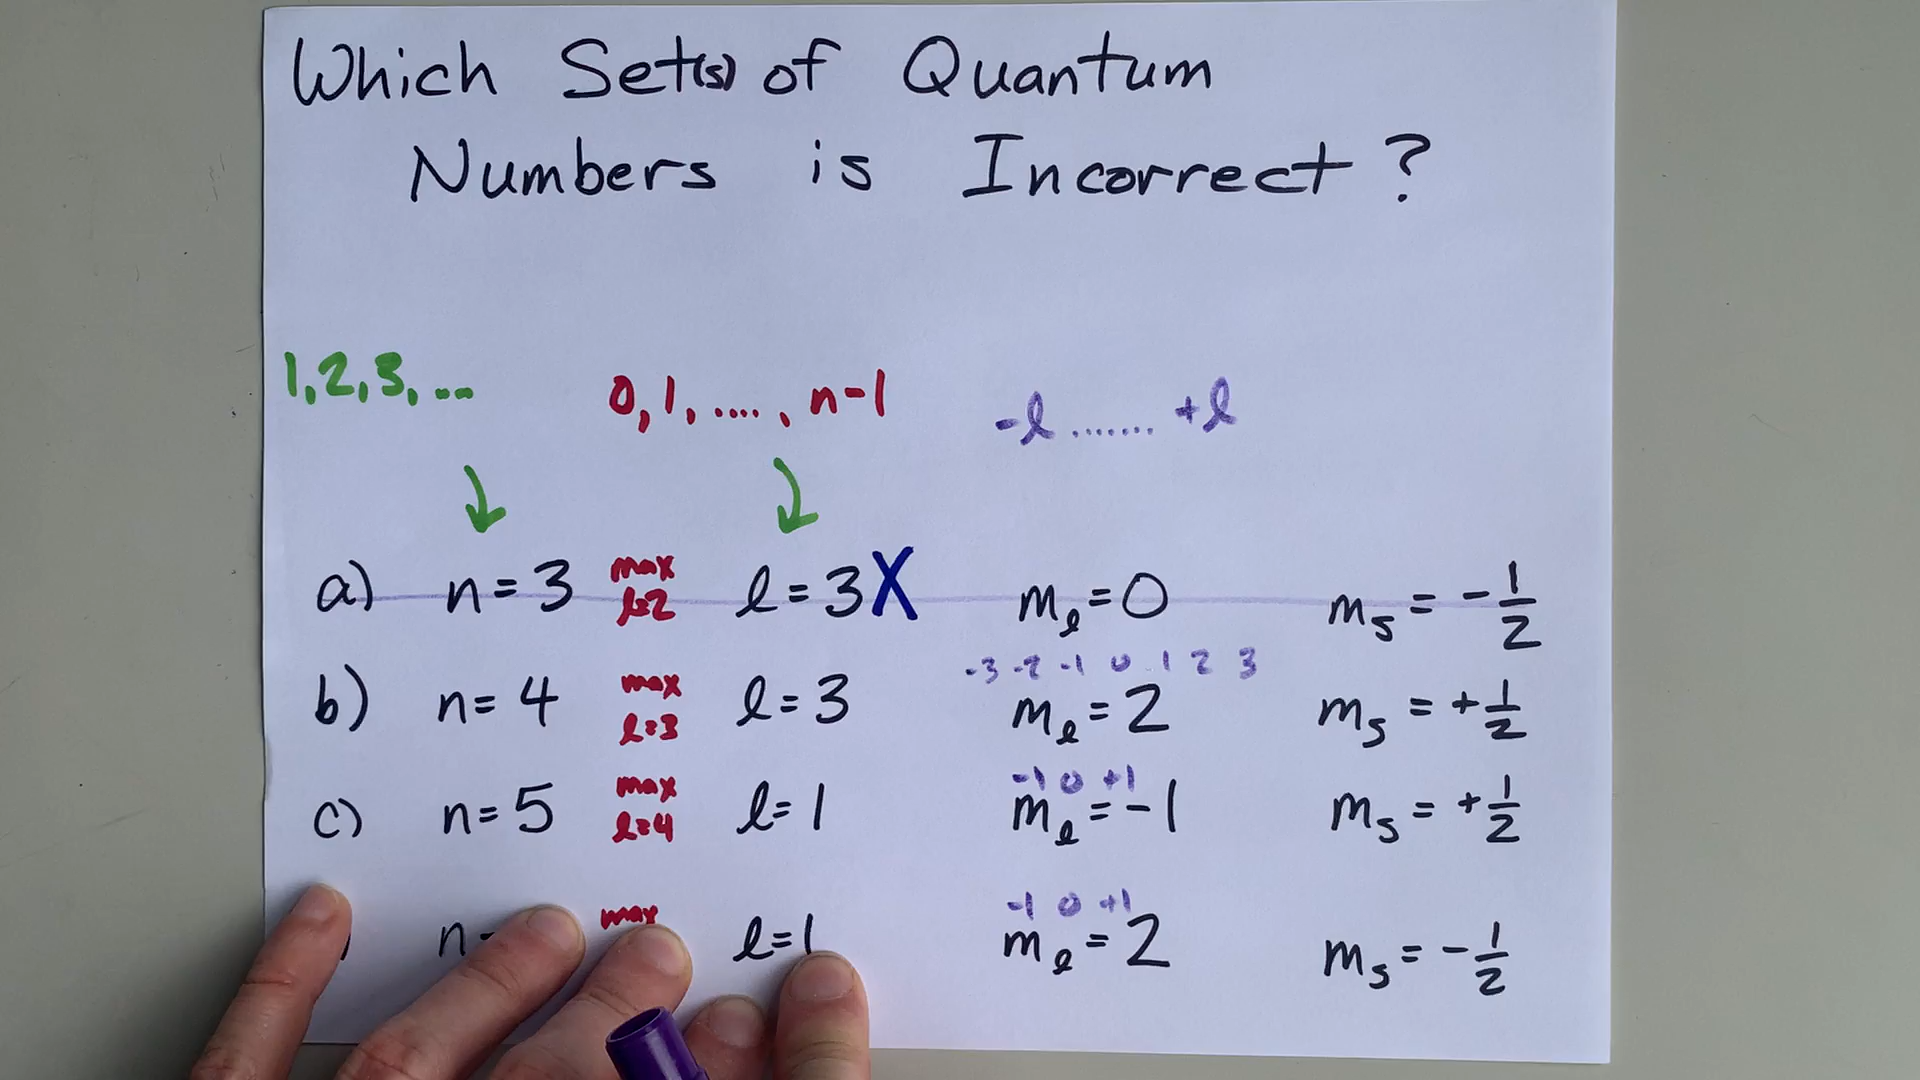 Which Set(s) of Quantum
Numbers is Incorrect?
1, 2, 3, ...
0, 1, ...., n-1
-ℓ ....... +ℓ
a) n=3 max ℓ=2 ℓ=3 X mℓ=0 ms = -1/2
-3 -2 -1 0 1 2 3
b) n=4 max ℓ=3 ℓ=3 mℓ=2 ms = +1/2
-1 0 +1
c) n=5 max ℓ=4 ℓ=1 mℓ=-1 ms = +1/2
-1 0 +1
) n= max ℓ=1 mℓ=2 ms = -1/2